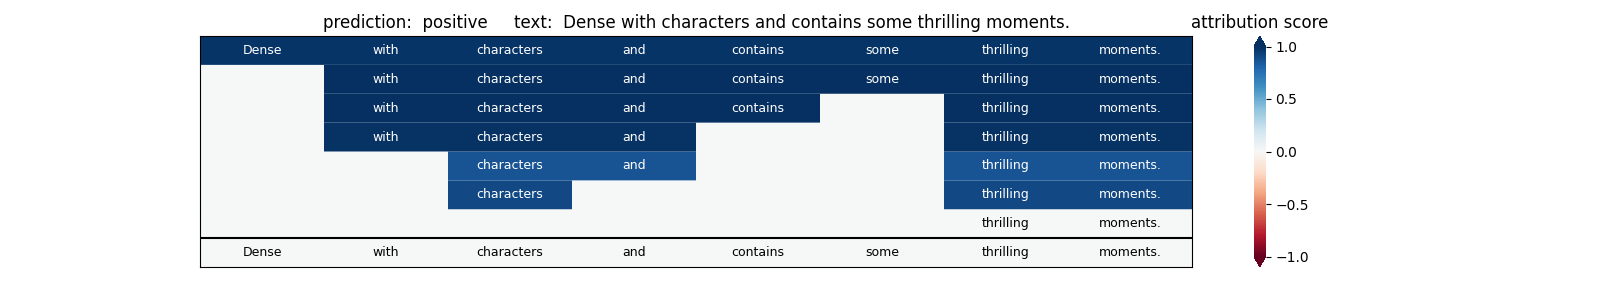 prediction:  positive     text:  Dense with characters and contains some thrilling moments.
attribution score
Dense with characters and contains some thrilling moments.
with characters and contains some thrilling moments.
with characters and contains thrilling moments.
with characters and thrilling moments.
characters and thrilling moments.
characters thrilling moments.
thrilling moments.
Dense with characters and contains some thrilling moments.
1.0
0.5
0.0
−0.5
−1.0